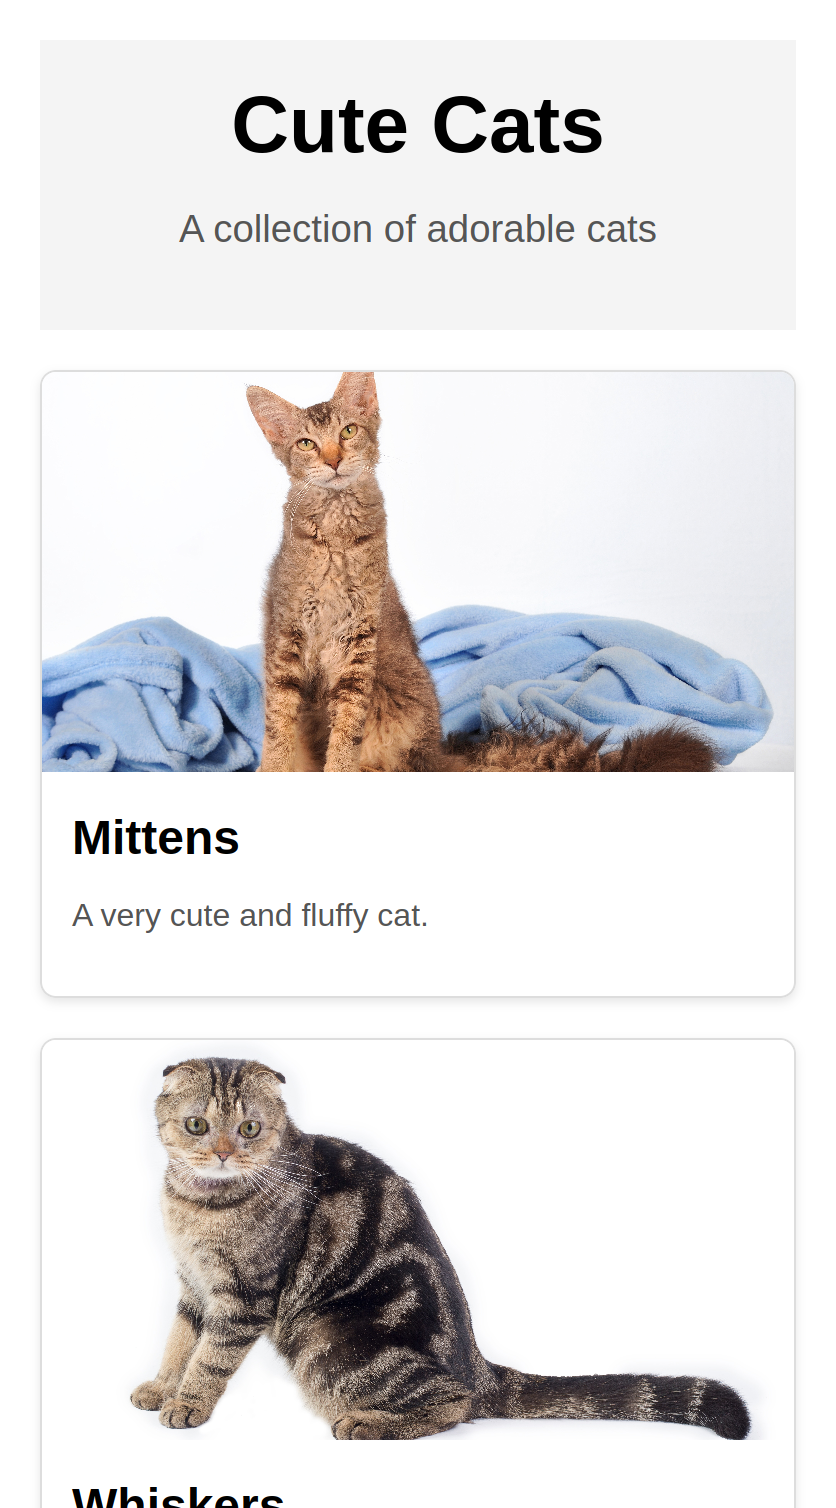 Cute Cats
A collection of adorable cats
Mittens
A very cute and fluffy cat.
Whiskers